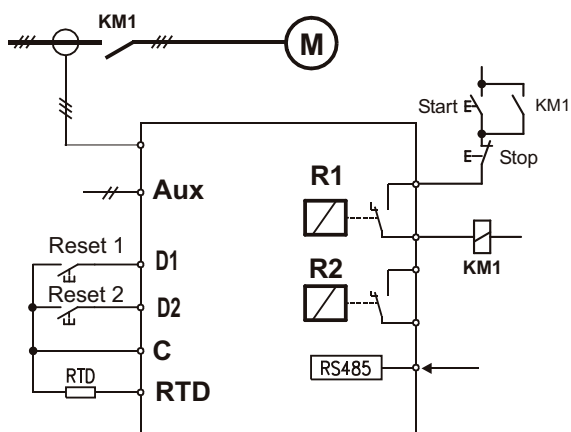 KM1
M
Start
KM1
Stop
R1
Aux
Reset 1
D1
KM1
Reset 2
R2
D2
C
RS485
RTD
RTD